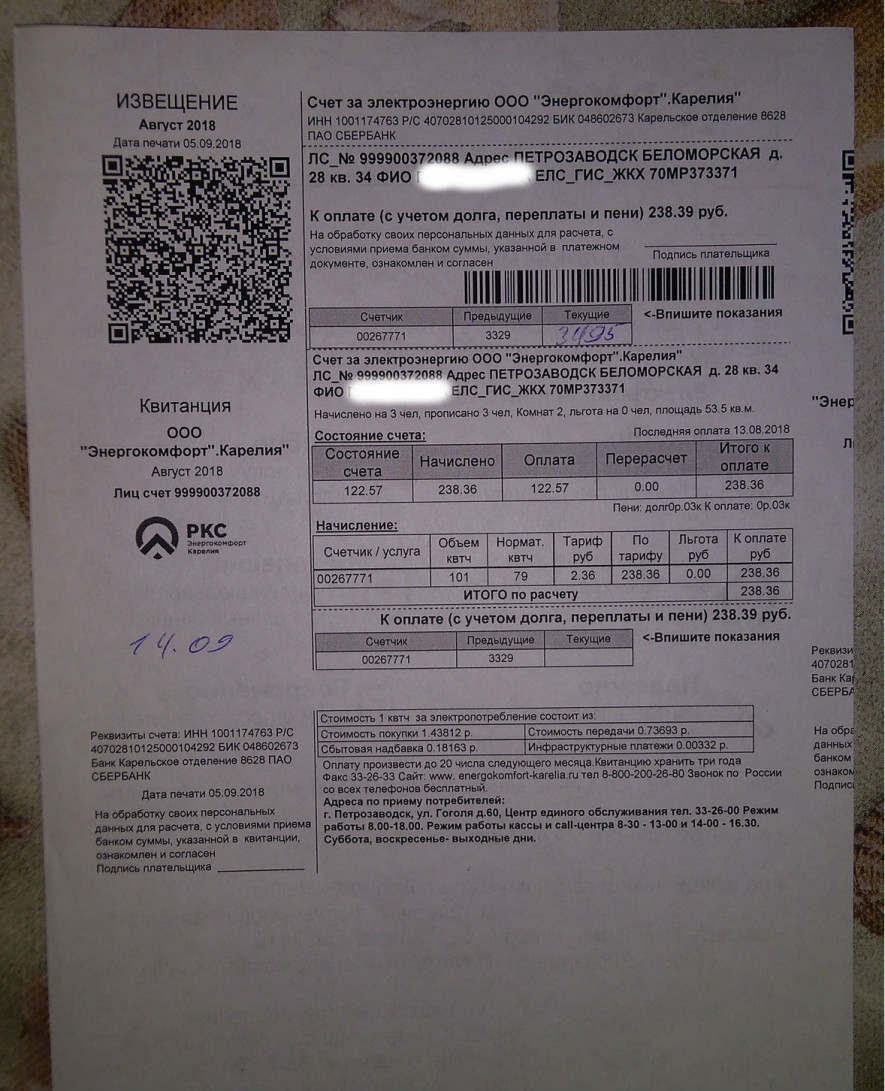 ИЗВЕЩЕНИЕ
Август 2018
Дата печати 05.09.2018
Счет за электроэнергию ООО "Энергокомфорт".Карелия"
ИНН 1001174763 Р/С 40702810125000104292 БИК 048602673 Карельское отделение 8628
ПАО СБЕРБАНК
ЛС_№ 999900372088 Адрес ПЕТРОЗАВОДСК БЕЛОМОРСКАЯ д.
28 кв. 34 ФИО ЕЛС_ГИС_ЖКХ 70МР373371
К оплате (с учетом долга, переплаты и пени) 238.39 руб.
На обработку своих персональных данных для расчета, с
условиями приема банком суммы, указанной в платежном
документе, ознакомлен и согласен
Подпись плательщика
Счетчик Предыдущие Текущие <-Впишите показания
00267771 3329 3495
Счет за электроэнергию ООО "Энергокомфорт".Карелия"
ЛС_№ 999900372088 Адрес ПЕТРОЗАВОДСК БЕЛОМОРСКАЯ д. 28 кв. 34
ФИО ЕЛС_ГИС_ЖКХ 70МР373371
Начислено на 3 чел, прописано 3 чел, Комнат 2, льгота на 0 чел, площадь 53.5 кв.м.
Состояние счета: Последняя оплата 13.08.2018
Состояние счета Начислено Оплата Перерасчет Итого к оплате
122.57 238.36 122.57 0.00 238.36
Пени: долг0р.03к К оплате: 0р.03к
Начисление:
Счетчик / услуга Объем квтч Нормат. квтч Тариф руб По тарифу Льгота руб К оплате руб
00267771 101 79 2.36 238.36 0.00 238.36
ИТОГО по расчету 238.36
К оплате (с учетом долга, переплаты и пени) 238.39 руб.
Счетчик Предыдущие Текущие <-Впишите показания
00267771 3329
Стоимость 1 квтч за электропотребление состоит из:
Стоимость покупки 1.43812 р. Стоимость передачи 0.73693 р.
Сбытовая надбавка 0.18163 р. Инфраструктурные платежи 0.00332 р.
Оплату произвести до 20 числа следующего месяца.Квитанцию хранить три года
Факс 33-26-33 Сайт: www. energokomfort-karelia.ru тел 8-800-200-26-80 Звонок по России
со всех телефонов бесплатный.
Адреса по приему потребителей:
г. Петрозаводск, ул. Гоголя д.60, Центр единого обслуживания тел. 33-26-00 Режим
работы 8.00-18.00. Режим работы кассы и call-центра 8-30 - 13-00 и 14-00 - 16.30.
Суббота, воскресенье- выходные дни.
Квитанция
ООО
"Энергокомфорт".Карелия"
Август 2018
Лиц счет 999900372088
РКС
Энергокомфорт
Карелия
14.09
Реквизиты счета: ИНН 1001174763 Р/С
40702810125000104292 БИК 048602673
Банк Карельское отделение 8628 ПАО
СБЕРБАНК
Дата печати 05.09.2018
На обработку своих персональных
данных для расчета, с условиями приема
банком суммы, указанной в квитанции,
ознакомлен и согласен
Подпись плательщика
"Энер
Л
Реквизи
4070281
Банк Ка
СБЕРБА
На обра
данных
банком
ознаком
Подпис